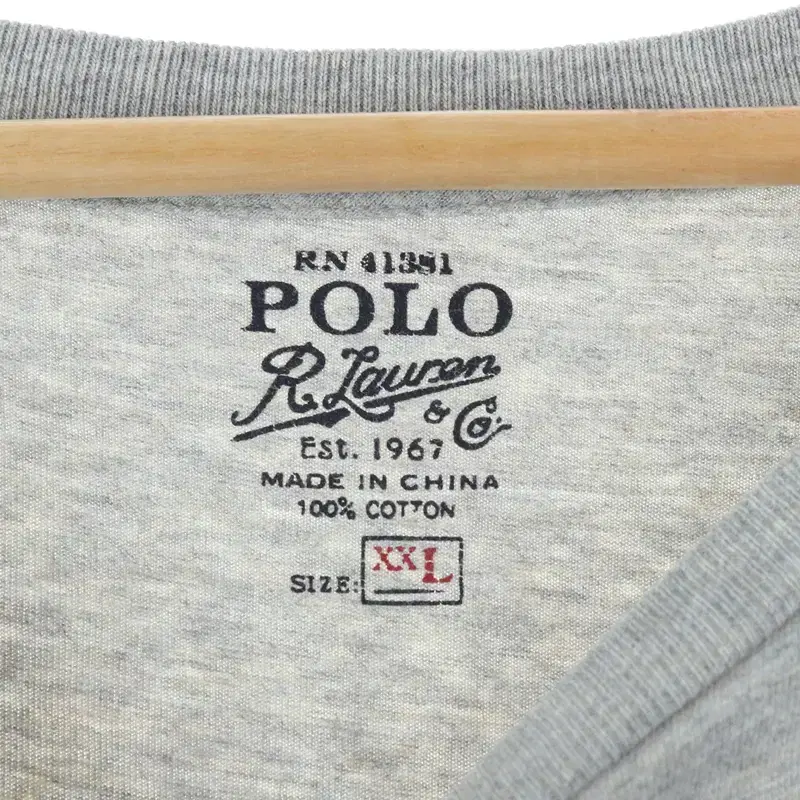 RN 41381
POLO
R. Lauren
& Co.
Est. 1967
MADE IN CHINA
100% COTTON
SIZE: XXL